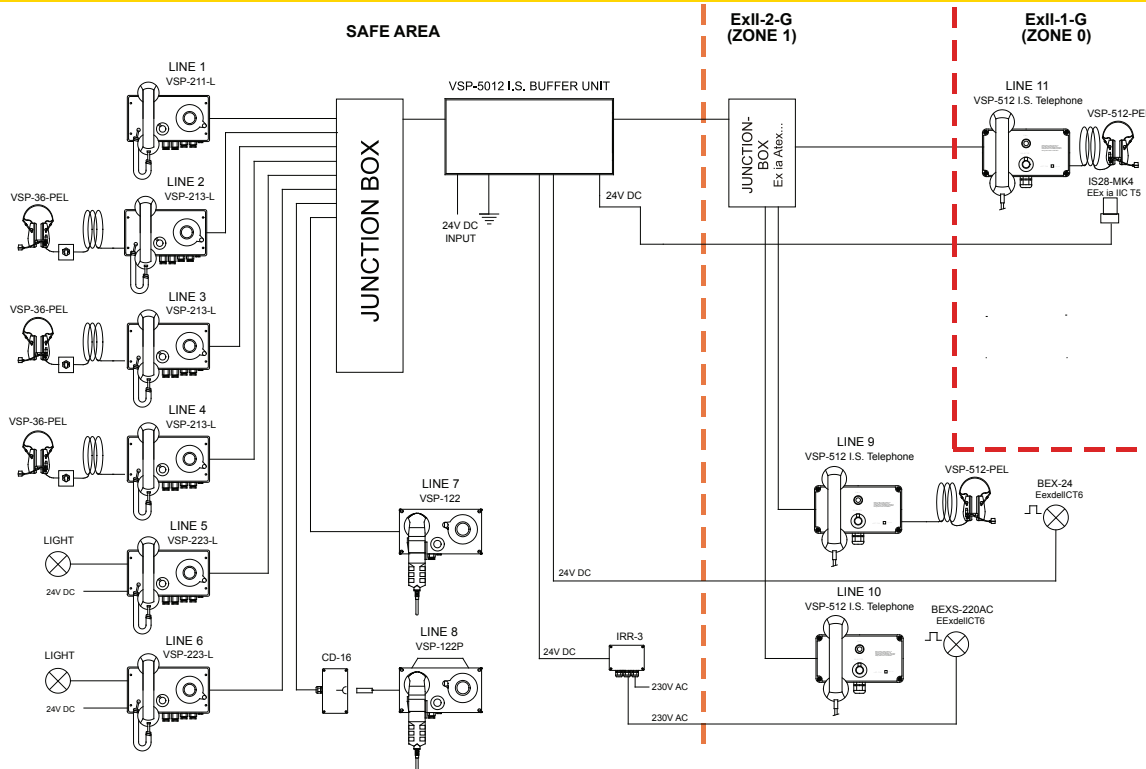 SAFE AREA
ExII-2-G
(ZONE 1)
ExII-1-G
(ZONE 0)
LINE 1
VSP-211-L
LINE 2
VSP-213-L
VSP-36-PEL
LINE 3
VSP-213-L
VSP-36-PEL
LINE 4
VSP-213-L
VSP-36-PEL
LINE 5
VSP-223-L
LIGHT
24V DC
LINE 6
VSP-223-L
LIGHT
24V DC
JUNCTION BOX
VSP-5012 I.S. BUFFER UNIT
24V DC
INPUT
24V DC
LINE 7
VSP-122
LINE 8
VSP-122P
CD-16
24V DC
24V DC
IRR-3
230V AC
230V AC
JUNCTION-
BOX
Ex ia Atex...
LINE 11
VSP-512 I.S. Telephone
VSP-512-PE
IS28-MK4
EEx ia IIC T5
LINE 9
VSP-512 I.S. Telephone
VSP-512-PEL
BEX-24
EexdeIICT6
LINE 10
VSP-512 I.S. Telephone
BEXS-220AC
EExdeIICT6